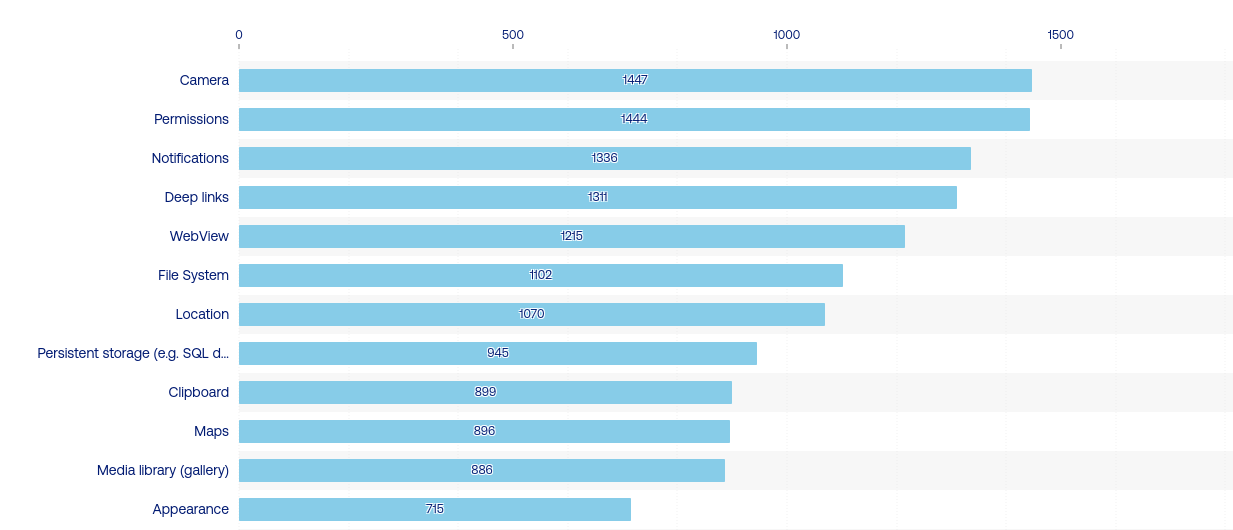 0 500 1000 1500
Camera 1447
Permissions 1444
Notifications 1336
Deep links 1311
WebView 1215
File System 1102
Location 1070
Persistent storage (e.g. SQL d... 945
Clipboard 899
Maps 896
Media library (gallery) 886
Appearance 715